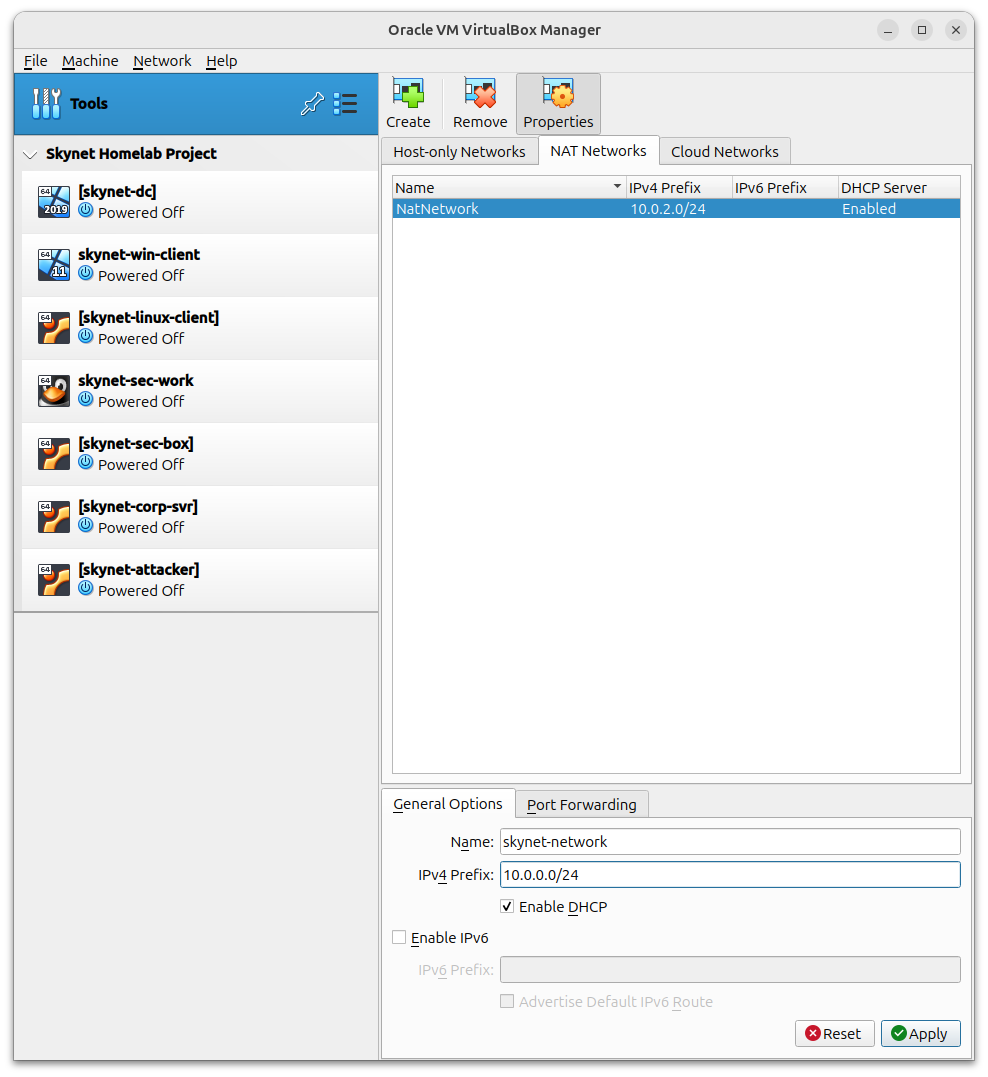 Oracle VM VirtualBox Manager
File Machine Network Help
Tools
Create Remove Properties
Skynet Homelab Project
64 2019 [skynet-dc]
Powered Off
64 11 skynet-win-client
Powered Off
64 [skynet-linux-client]
Powered Off
64 skynet-sec-work
Powered Off
64 [skynet-sec-box]
Powered Off
64 [skynet-corp-svr]
Powered Off
64 [skynet-attacker]
Powered Off
Host-only Networks NAT Networks Cloud Networks
Name IPv4 Prefix IPv6 Prefix DHCP Server
NatNetwork 10.0.2.0/24 Enabled
General Options Port Forwarding
Name: skynet-network
IPv4 Prefix: 10.0.0.0/24
Enable DHCP
Enable IPv6
IPv6 Prefix:
Advertise Default IPv6 Route
Reset Apply